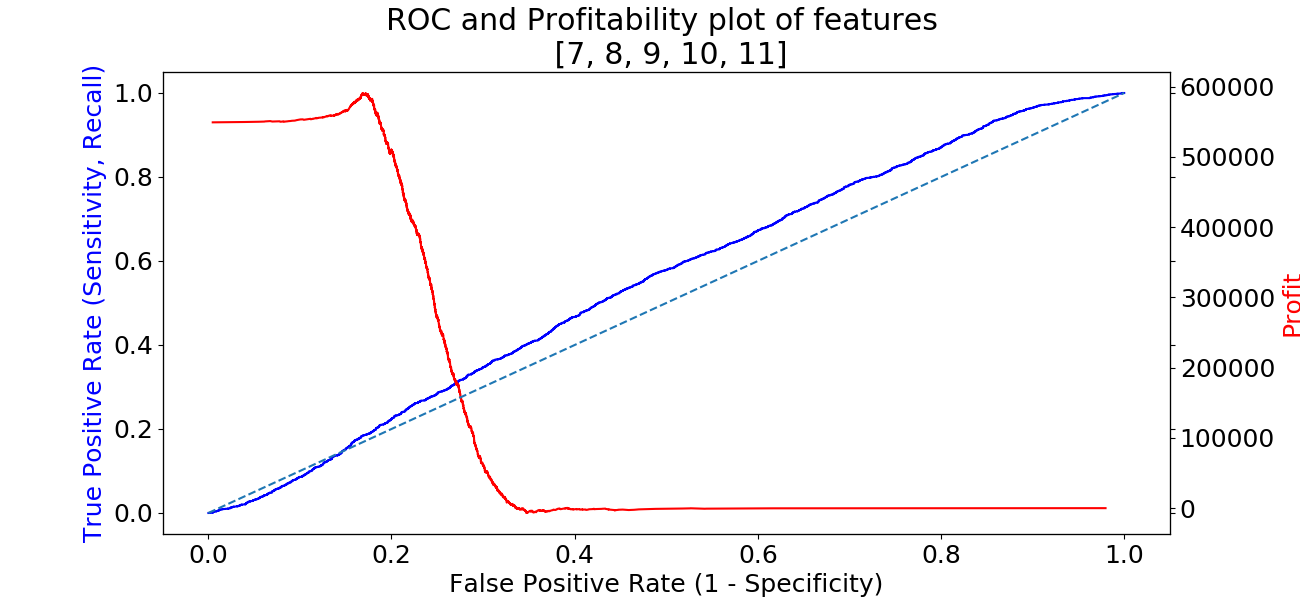 ROC and Profitability plot of features
[7, 8, 9, 10, 11]
True Positive Rate (Sensitivity, Recall)
1.0
0.8
0.6
0.4
0.2
0.0
0.0 0.2 0.4 0.6 0.8 1.0
False Positive Rate (1 - Specificity)
600000
500000
400000
300000
200000
100000
0
Profit